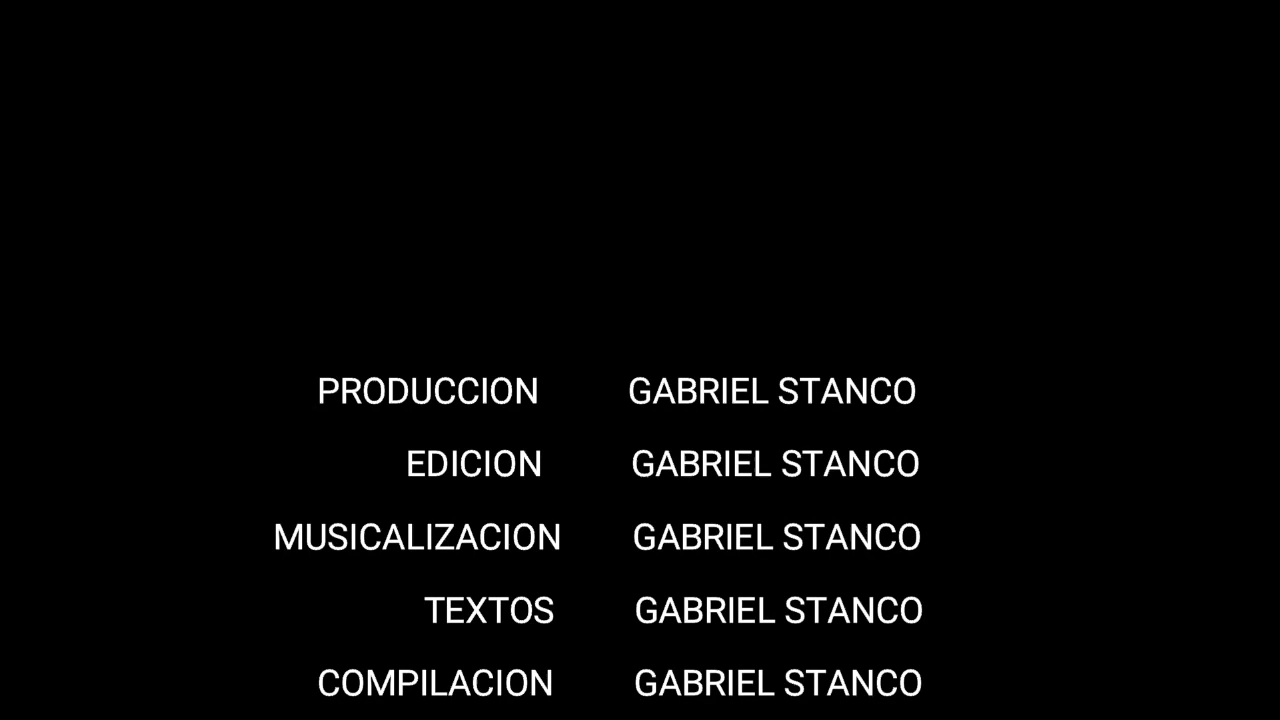 PRODUCCION GABRIEL STANCO
EDICION GABRIEL STANCO
MUSICALIZACION GABRIEL STANCO
TEXTOS GABRIEL STANCO
COMPILACION GABRIEL STANCO